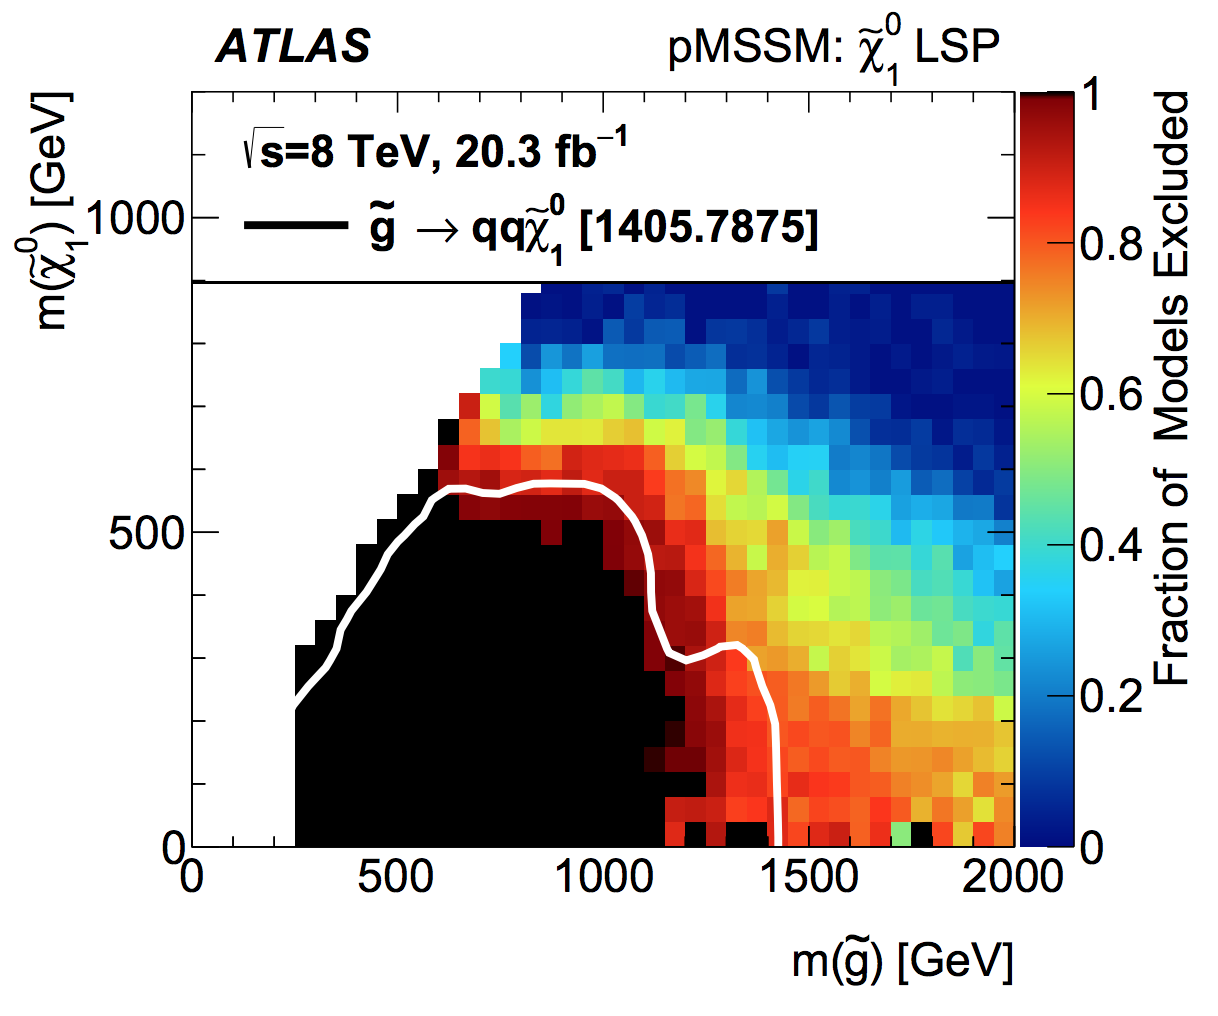 ATLAS pMSSM: χ̃₁⁰ LSP
√s=8 TeV, 20.3 fb⁻¹
g̃ → qqχ̃₁⁰ [1405.7875]
m(χ̃₁⁰) [GeV]
1000
500
0
0 500 1000 1500 2000
m(g̃) [GeV]
1
0.8
0.6
0.4
0.2
0
Fraction of Models Excluded